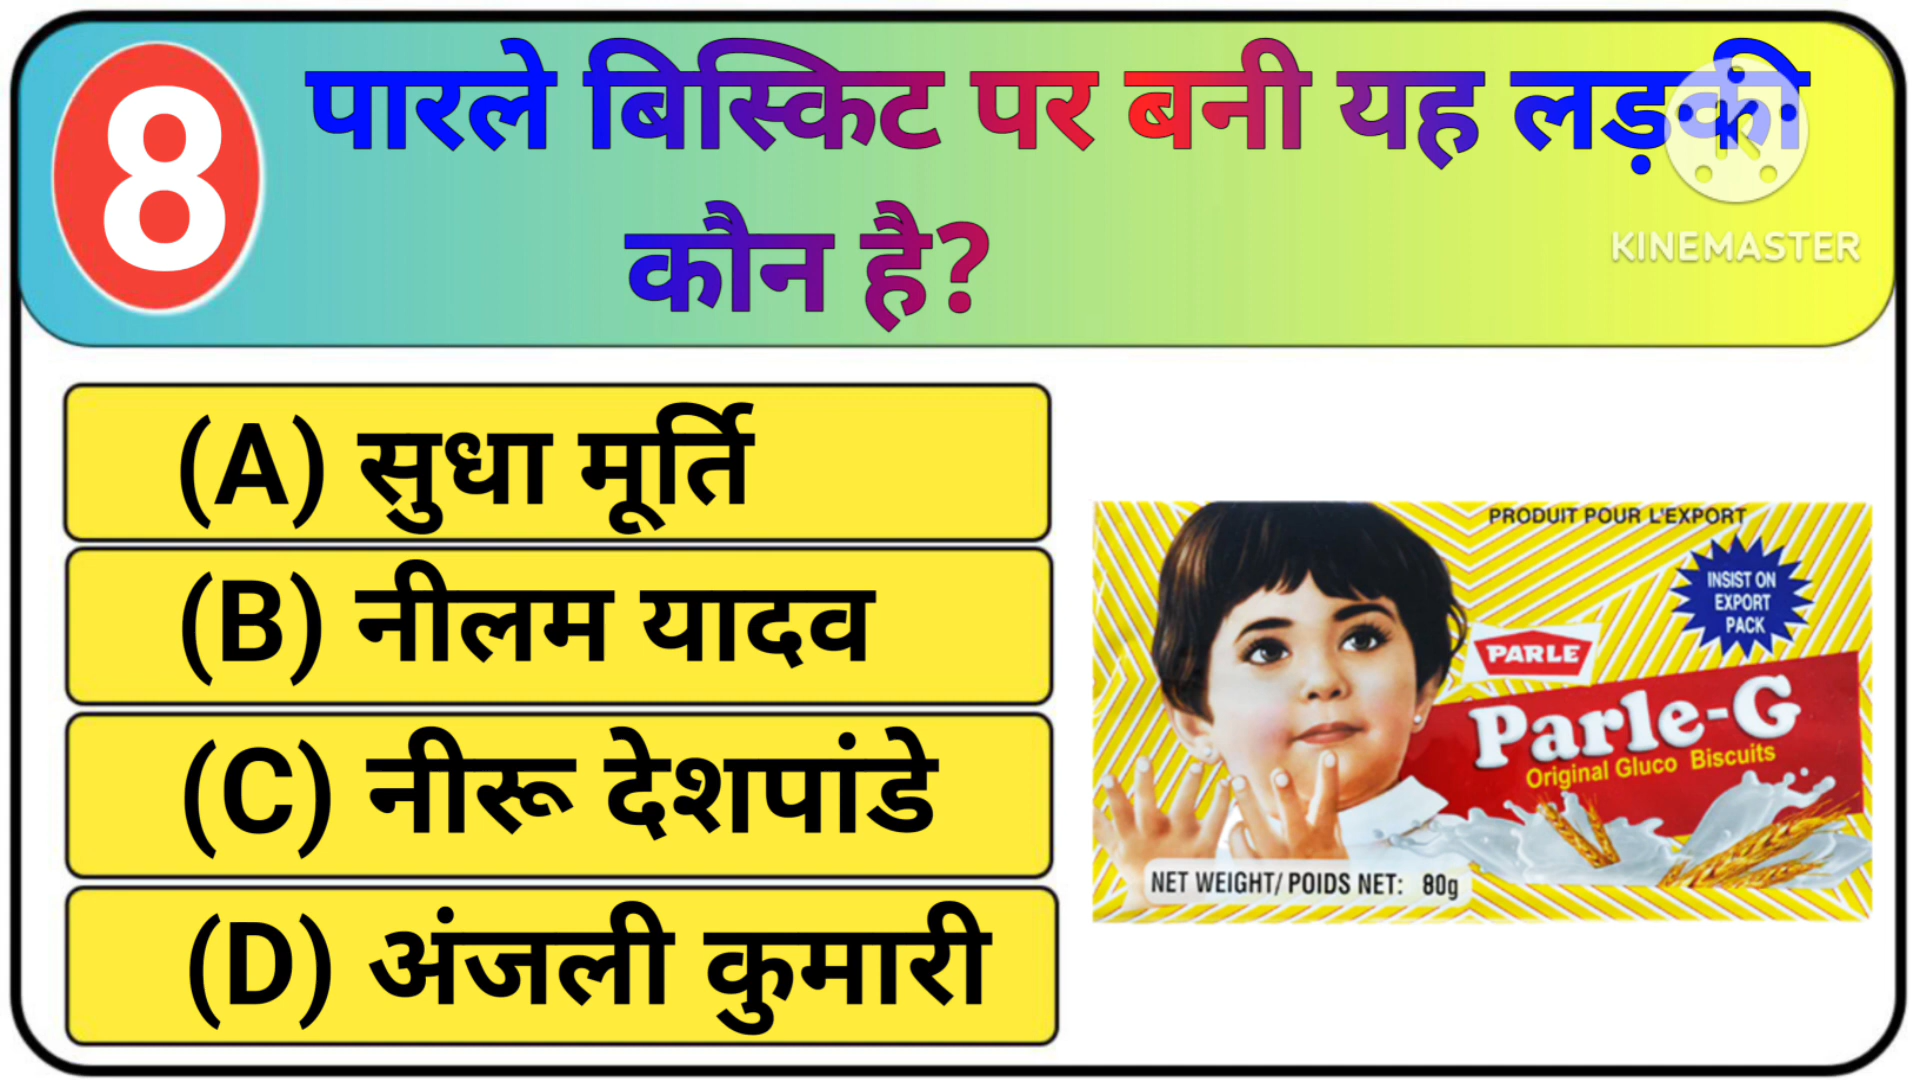 8
पारले बिस्किट पर बनी यह लड़की
कौन है?
KINEMASTER
(A) सुधा मूर्ति
(B) नीलम यादव
(C) नीरू देशपांडे
(D) अंजली कुमारी
PRODUIT POUR L'EXPORT
INSIST ON
EXPORT
PACK
PARLE
Parle-G
Original Gluco Biscuits
NET WEIGHT/ POIDS NET: 80g